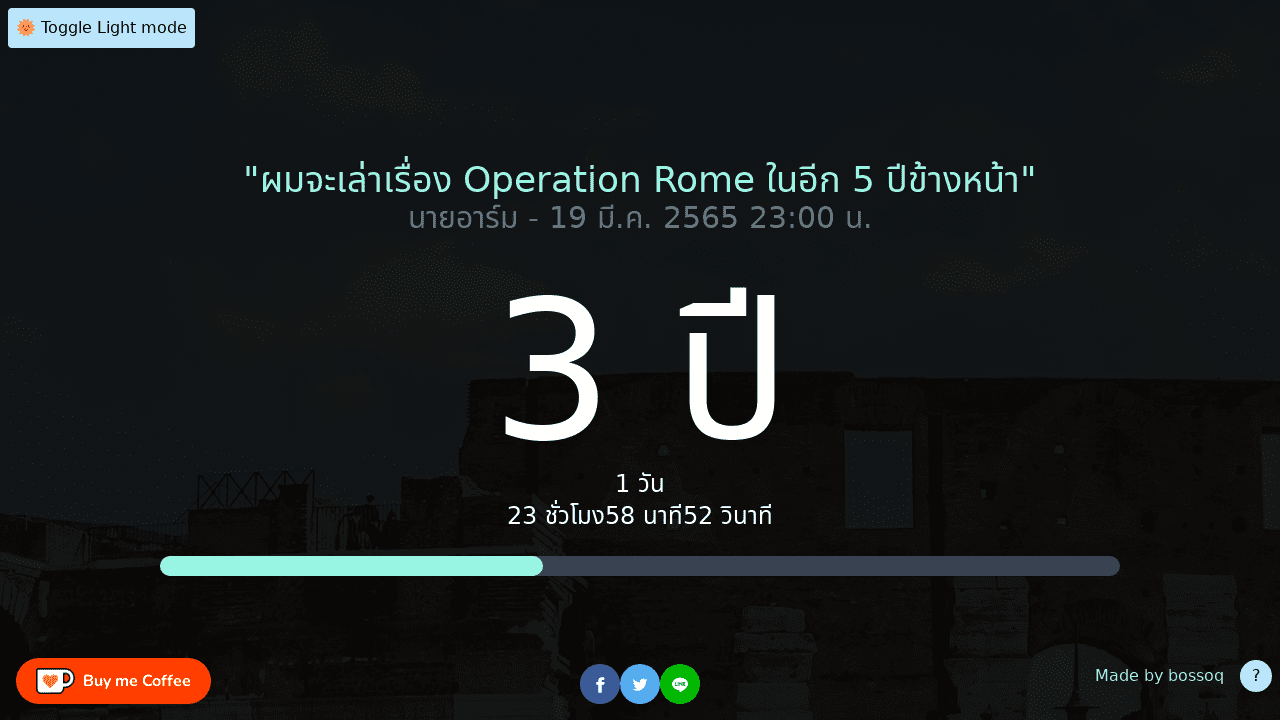 🌞 Toggle Light mode
"ผมจะเล่าเรื่อง Operation Rome ในอีก 5 ปีข้างหน้า"
นายอาร์ม - 19 มี.ค. 2565 23:00 น.
3 ปี
1 วัน
23 ชั่วโมง58 นาที52 วินาที
Buy me Coffee
LINE
Made by bossoq
?